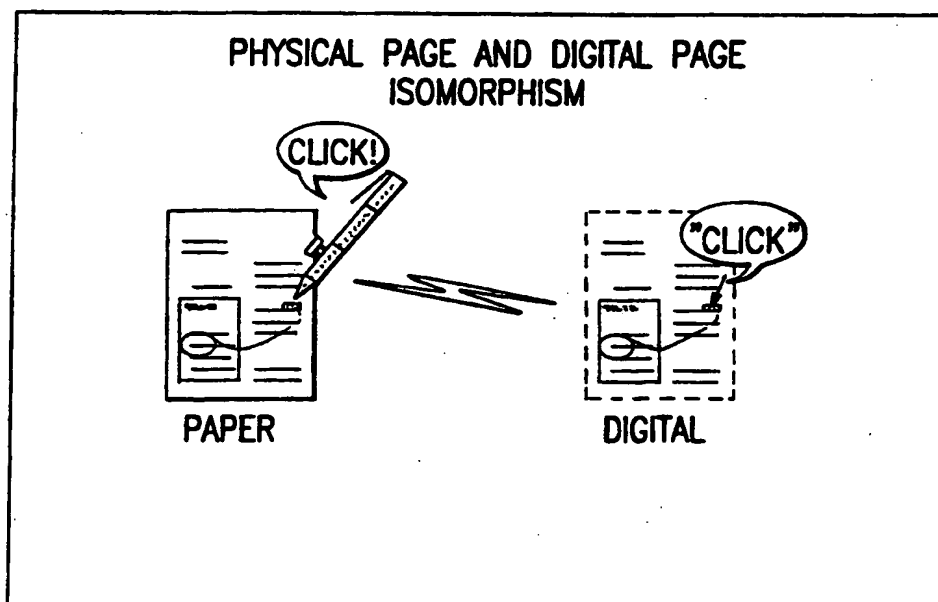 PHYSICAL PAGE AND DIGITAL PAGE
ISOMORPHISM
CLICK!
"CLICK"
PAPER
DIGITAL